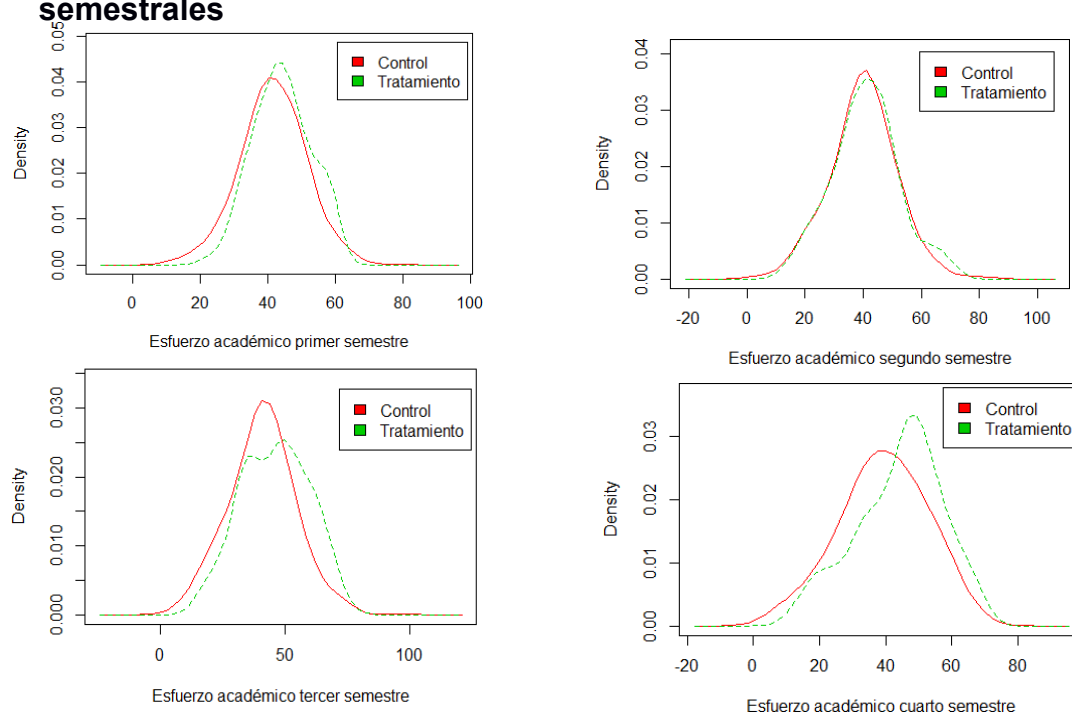 semestrales
0.05
0.04
0.03
0.02
0.01
0.00
Density
Control
Tratamiento
0
20
40
60
80
100
Esfuerzo académico primer semestre
0.04
0.03
0.02
0.01
0.00
Density
Control
Tratamiento
-20
0
20
40
60
80
100
Esfuerzo académico segundo semestre
0.030
0.020
0.010
0.000
Density
Control
Tratamiento
0
50
100
Esfuerzo académico tercer semestre
0.03
0.02
0.01
0.00
Density
Control
Tratamiento
-20
0
20
40
60
80
Esfuerzo académico cuarto semestre